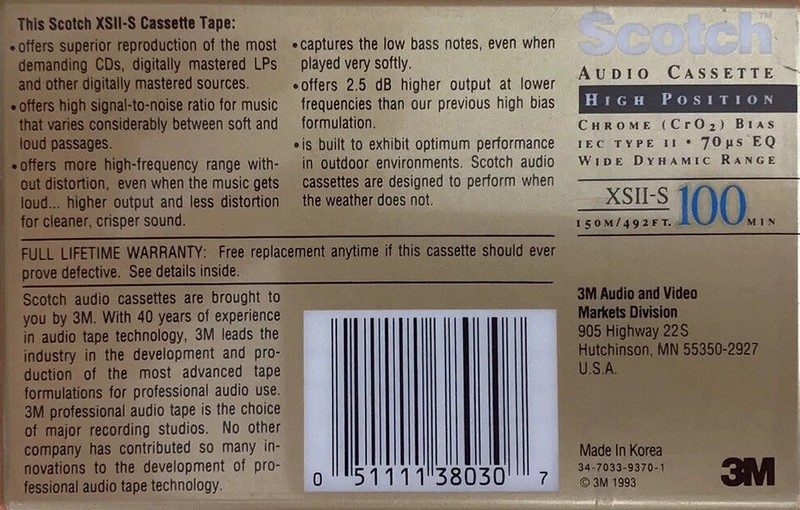 This Scotch XSII-S Cassette Tape:
• offers superior reproduction of the most
demanding CDs, digitally mastered LPs
and other digitally mastered sources.
• offers high signal-to-noise ratio for music
that varies considerably between soft and
loud passages.
• offers more high-frequency range with-
out distortion, even when the music gets
loud... higher output and less distortion
for cleaner, crisper sound.
• captures the low bass notes, even when
played very softly.
• offers 2.5 dB higher output at lower
frequencies than our previous high bias
formulation.
• is built to exhibit optimum performance
in outdoor environments. Scotch audio
cassettes are designed to perform when
the weather does not.
FULL LIFETIME WARRANTY: Free replacement anytime if this cassette should ever
prove defective. See details inside.
Scotch audio cassettes are brought to
you by 3M. With 40 years of experience
in audio tape technology, 3M leads the
industry in the development and pro-
duction of the most advanced tape
formulations for professional audio use.
3M professional audio tape is the choice
of major recording studios. No other
company has contributed so many in-
novations to the development of pro-
fessional audio tape technology.
0 51111 38030 7
Scotch™
AUDIO CASSETTE
HIGH POSITION
CHROME (CrO2) BIAS
IEC TYPE II • 70 µs EQ
WIDE DYHAMIC RANGE
XSII-S
150M/492FT. 100 MIN
3M Audio and Video
Markets Division
905 Highway 22S
Hutchinson, MN 55350-2927
U.S.A.
Made In Korea
34-7033-9370-1
© 3M 1993
3M